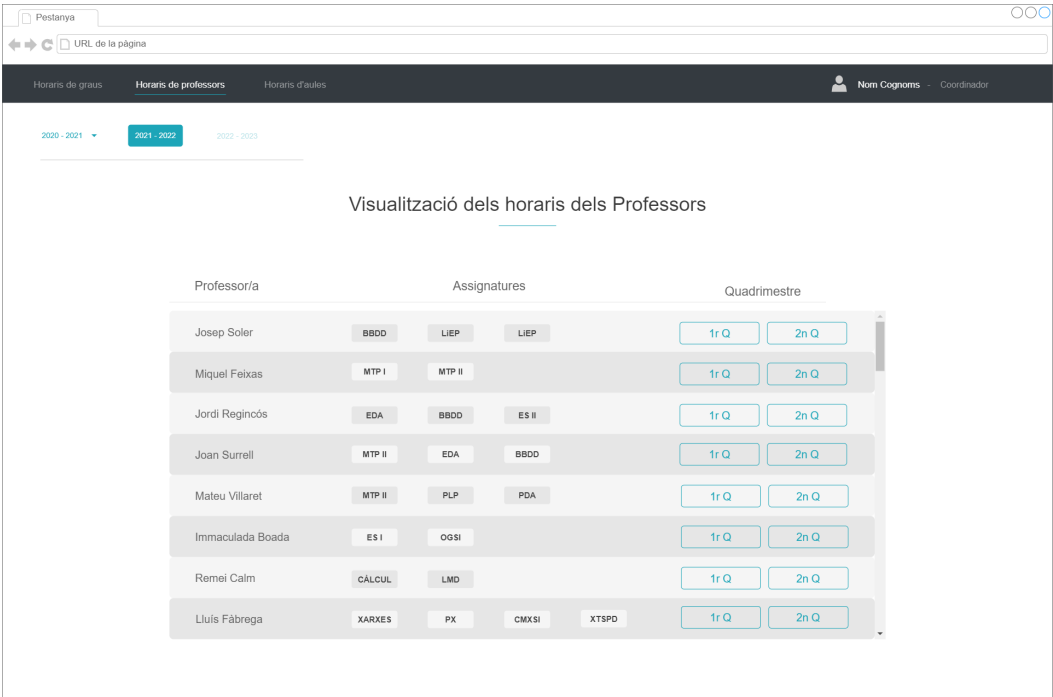 Pestanya
URL de la pàgina
Horaris de graus Horaris de professors Horaris d'aules Nom Cognoms - Coordinador
2020 - 2021 2021 - 2022 2022 - 2023
Visualització dels horaris dels Professors
Professor/a Assignatures Quadrimestre
Josep Soler BBDD LiEP LiEP 1r Q 2n Q
Miquel Feixas MTP I MTP II 1r Q 2n Q
Jordi Regincós EDA BBDD ES II 1r Q 2n Q
Joan Surrell MTP II EDA BBDD 1r Q 2n Q
Mateu Villaret MTP II PLP PDA 1r Q 2n Q
Immaculada Boada ES I OGSI 1r Q 2n Q
Remei Calm CÀLCUL LMD 1r Q 2n Q
Lluís Fàbrega XARXES PX CMXSI XTSPD 1r Q 2n Q